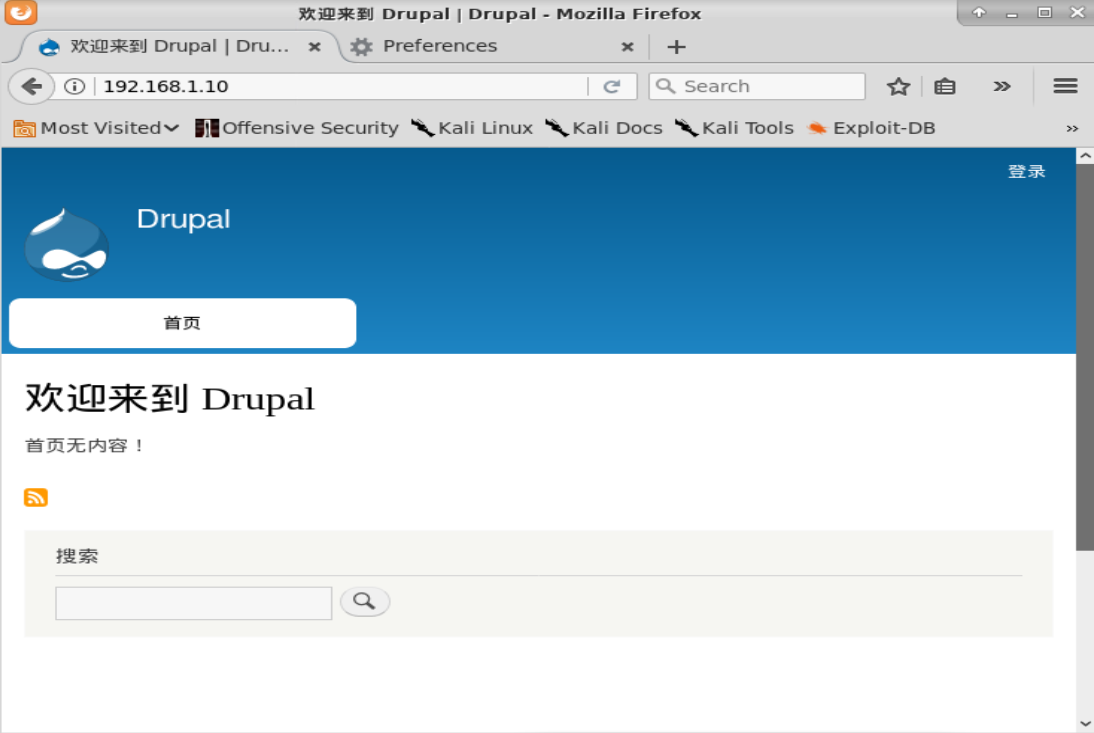 欢迎来到 Drupal | Drupal - Mozilla Firefox
欢迎来到 Drupal | Dru... Preferences
192.168.1.10 Search
Most Visited Offensive Security Kali Linux Kali Docs Kali Tools Exploit-DB
登录
Drupal
首页
欢迎来到 Drupal
首页无内容！
搜索